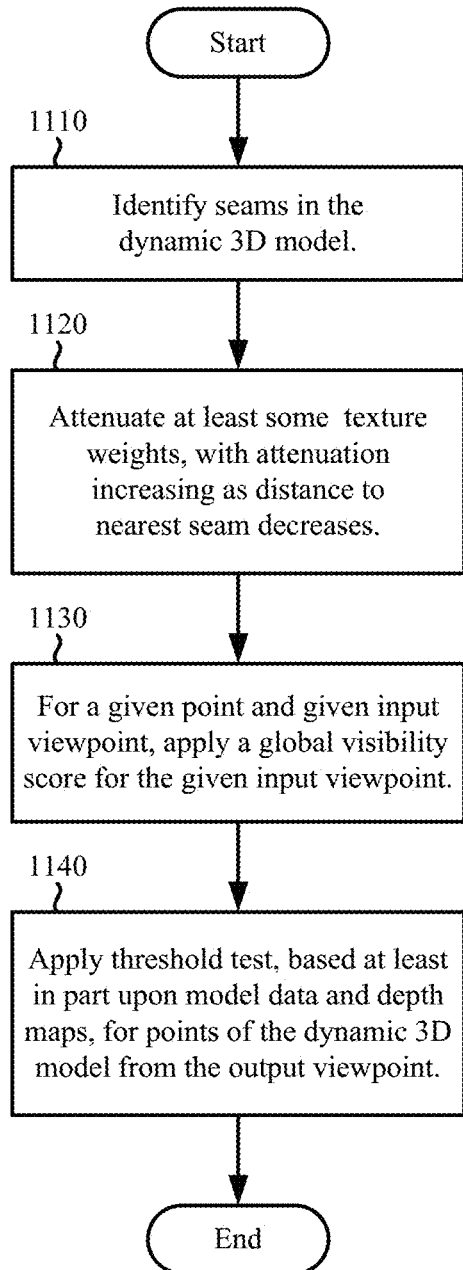 Start
1110
Identify seams in the
dynamic 3D model.
1120
Attenuate at least some texture
weights, with attenuation
increasing as distance to
nearest seam decreases.
1130
For a given point and given input
viewpoint, apply a global visibility
score for the given input viewpoint.
1140
Apply threshold test, based at least
in part upon model data and depth
maps, for points of the dynamic 3D
model from the output viewpoint.
End